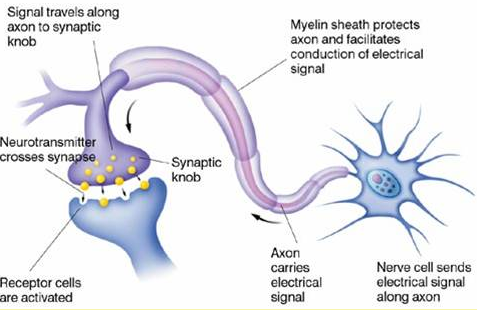 Signal travels along
axon to synaptic
knob
Myelin sheath protects
axon and facilitates
conduction of electrical
signal
Neurotransmitter
crosses synapse
Synaptic
knob
Receptor cells
are activated
Axon
carries
electrical
signal
Nerve cell sends
electrical signal
along axon